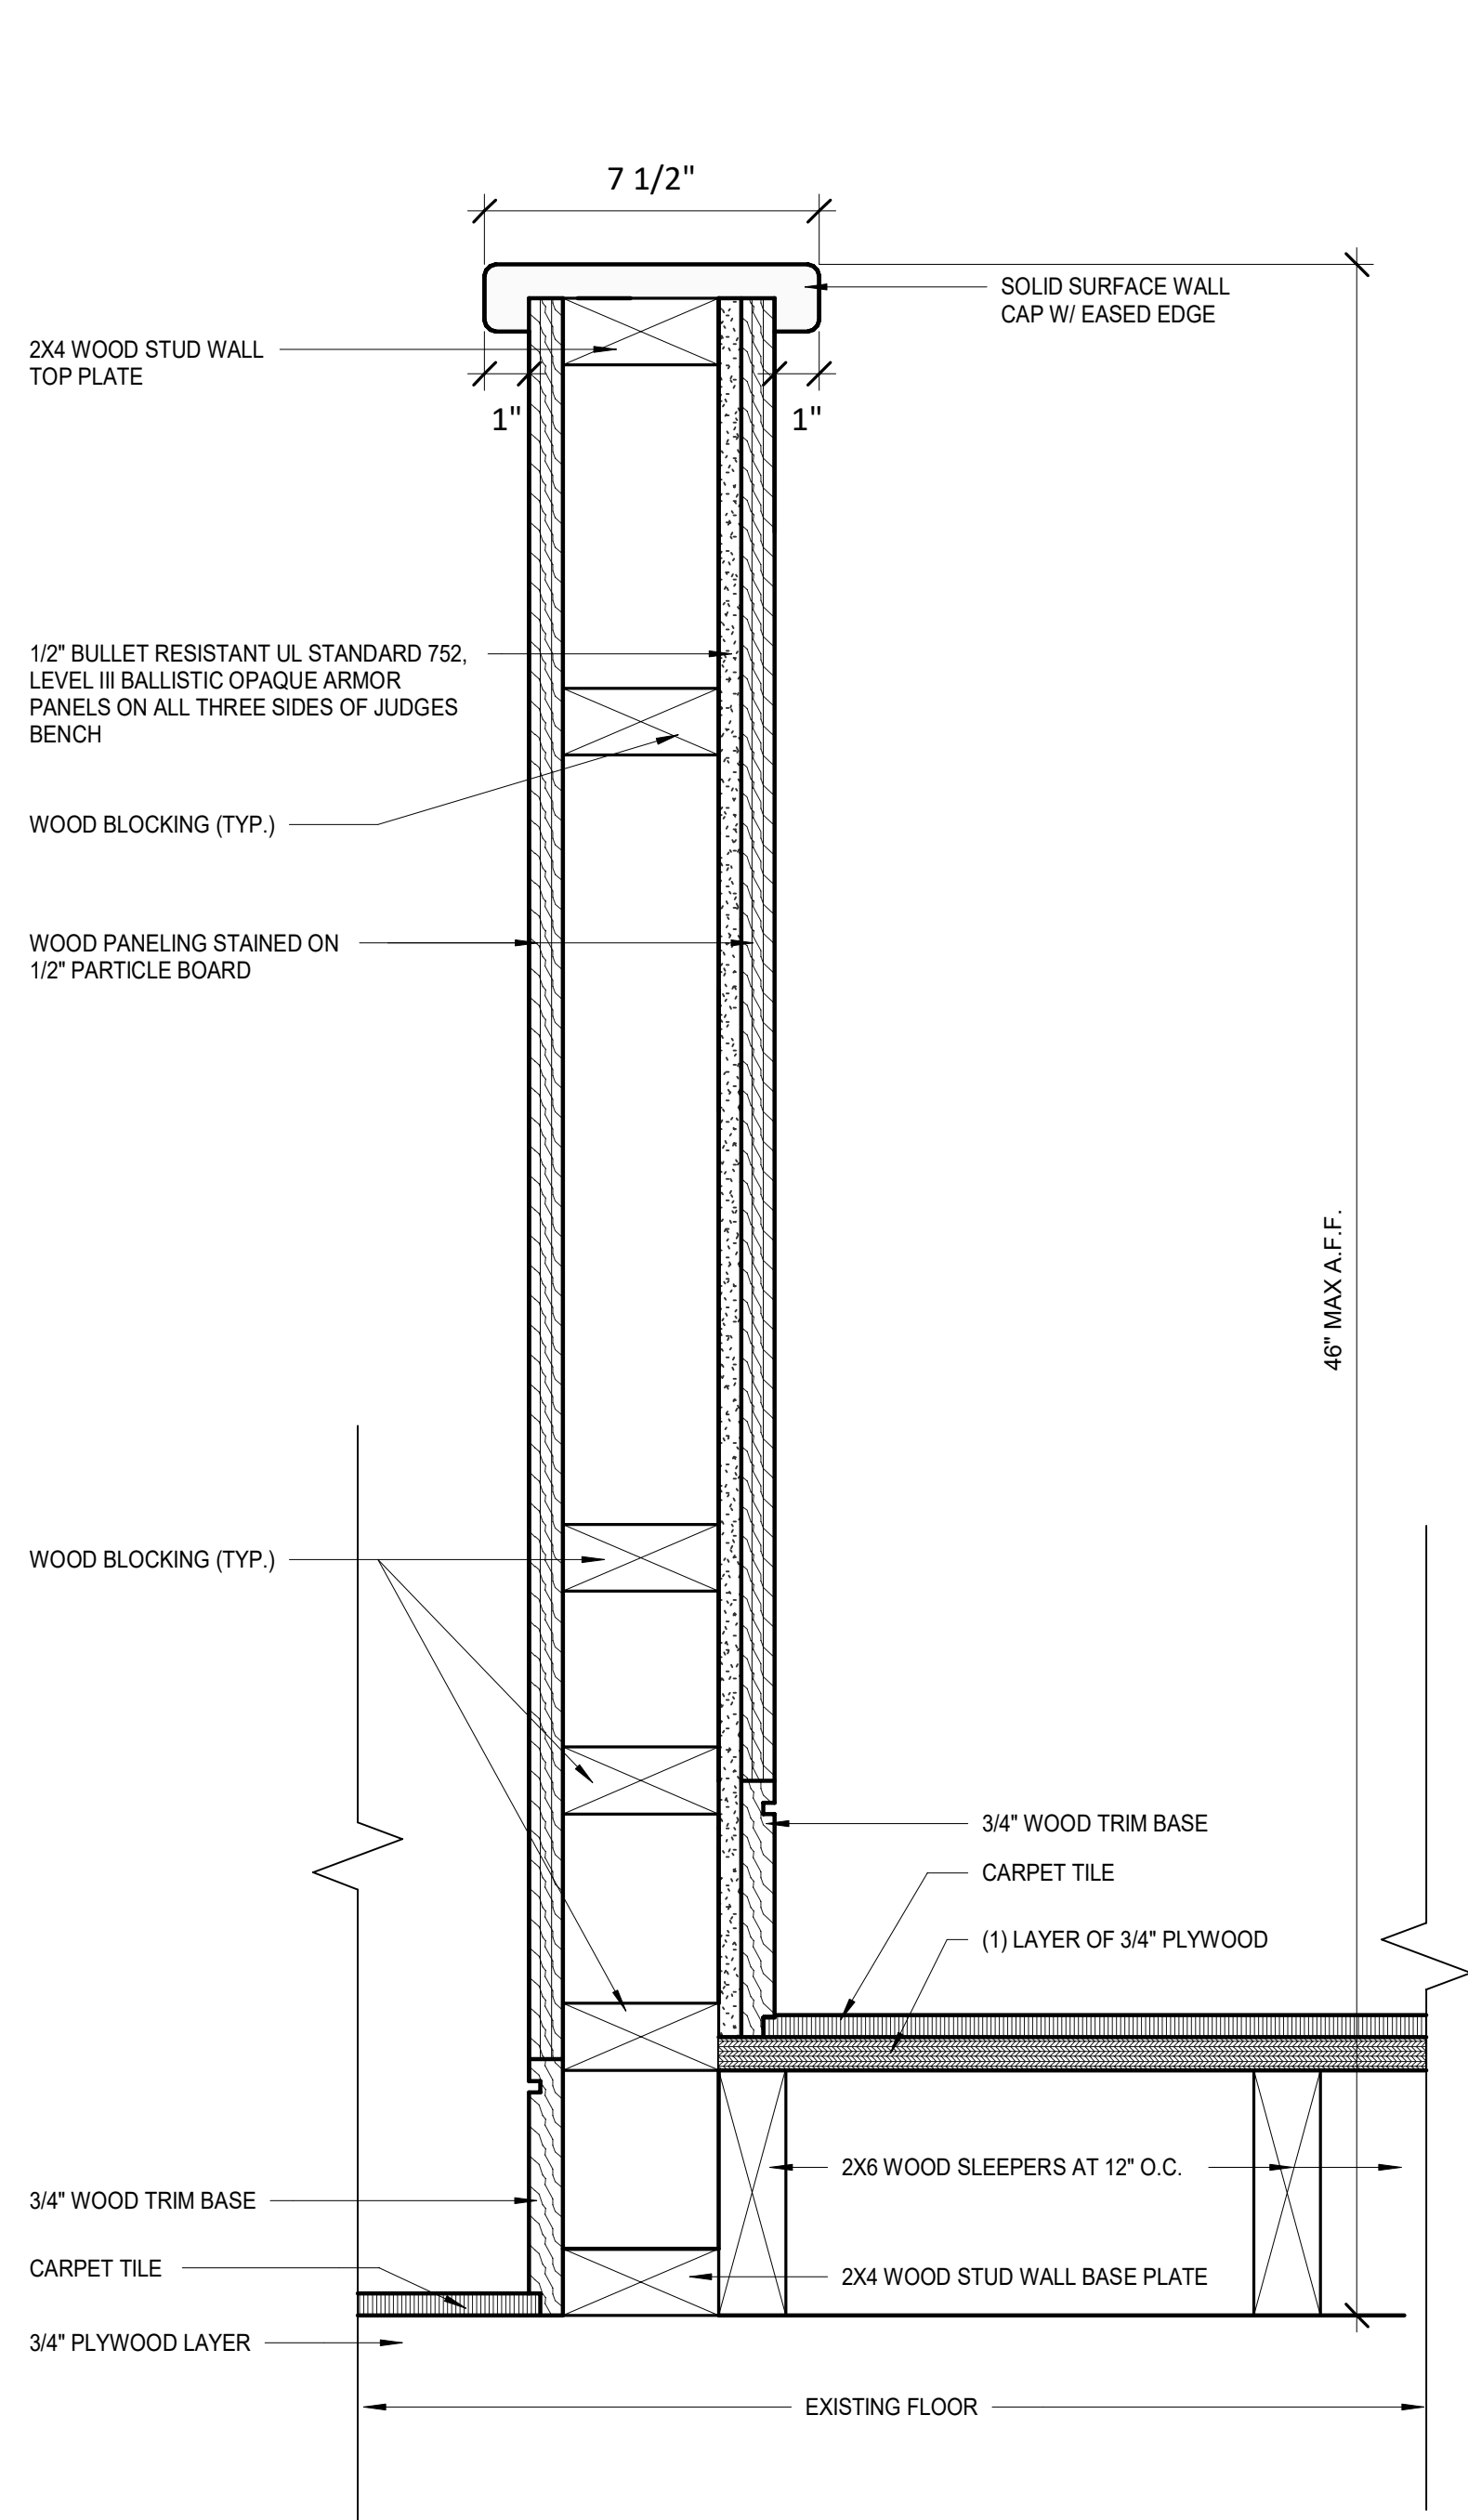 7 1/2"
SOLID SURFACE WALL
CAP W/ EASED EDGE
2X4 WOOD STUD WALL
TOP PLATE
1"
1"
1/2" BULLET RESISTANT UL STANDARD 752,
LEVEL III BALLISTIC OPAQUE ARMOR
PANELS ON ALL THREE SIDES OF JUDGES
BENCH
WOOD BLOCKING (TYP.)
WOOD PANELING STAINED ON
1/2" PARTICLE BOARD
46" MAX A.F.F.
WOOD BLOCKING (TYP.)
3/4" WOOD TRIM BASE
CARPET TILE
(1) LAYER OF 3/4" PLYWOOD
2X6 WOOD SLEEPERS AT 12" O.C.
3/4" WOOD TRIM BASE
CARPET TILE
2X4 WOOD STUD WALL BASE PLATE
3/4" PLYWOOD LAYER
EXISTING FLOOR